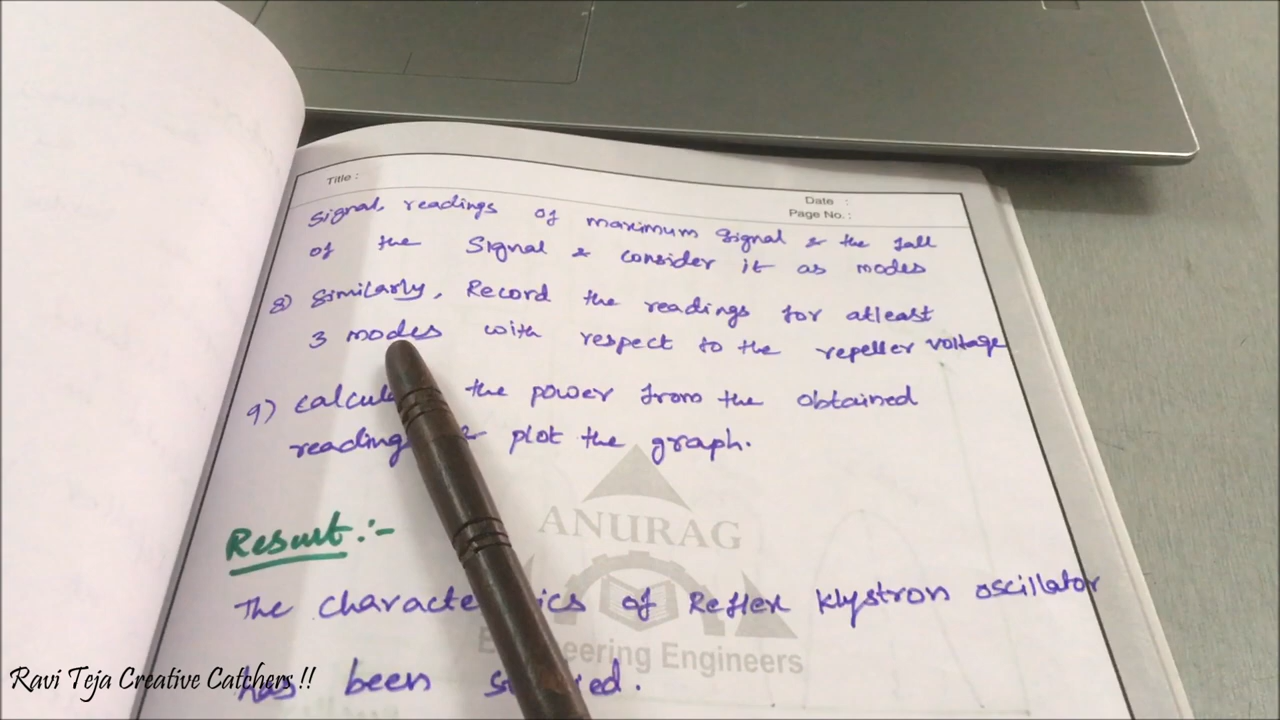 Title :
Date :
Page No. :
Signal, readings of maximum Signal & the fall
of the Signal & consider it as modes
8) Similarly, Record the readings for atleast
3 modes with respect to the repeller voltage
9) calcul the power from the obtained
reading & plot the graph.
ANURAG
Result :-
The characte ics of Reflex Klystron oscillator
Engineering Engineers
has been ied.
Ravi Teja Creative Catchers !!